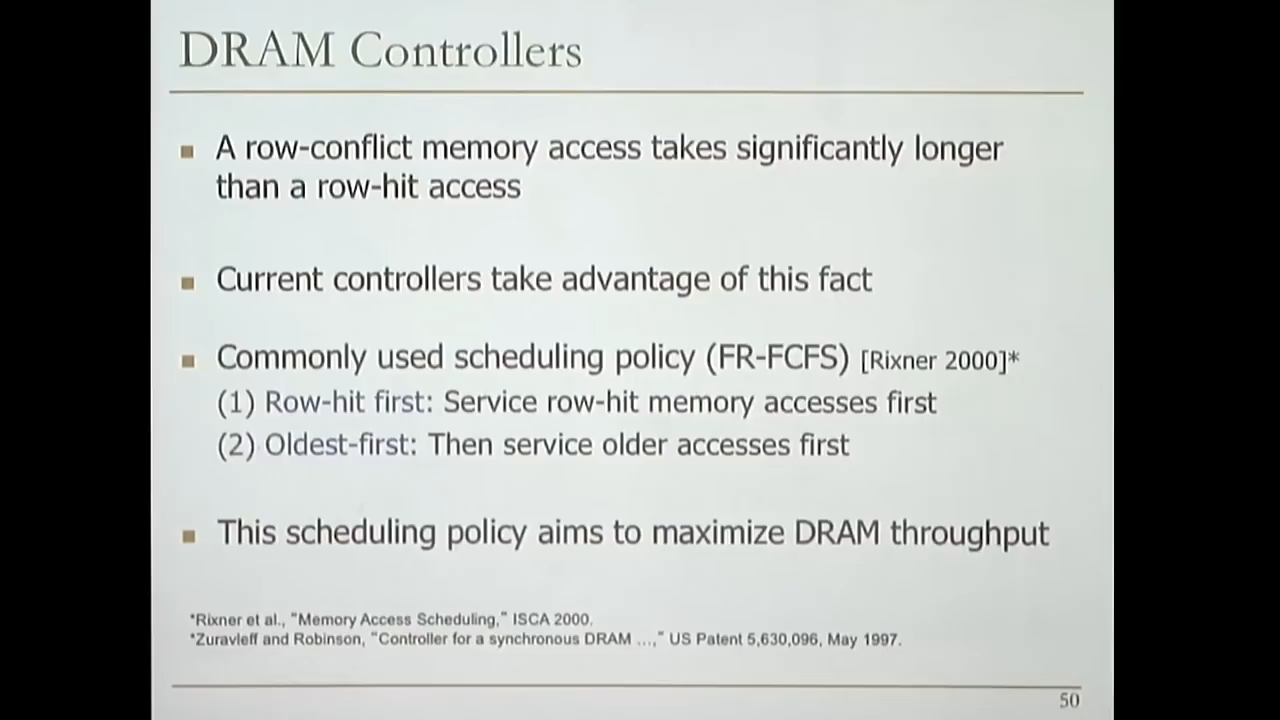 DRAM Controllers
A row-conflict memory access takes significantly longer
than a row-hit access
Current controllers take advantage of this fact
Commonly used scheduling policy (FR-FCFS) [Rixner 2000]*
(1) Row-hit first: Service row-hit memory accesses first
(2) Oldest-first: Then service older accesses first
This scheduling policy aims to maximize DRAM throughput
*Rixner et al., "Memory Access Scheduling," ISCA 2000.
*Zuravleff and Robinson, "Controller for a synchronous DRAM ...," US Patent 5,630,096, May 1997.
50